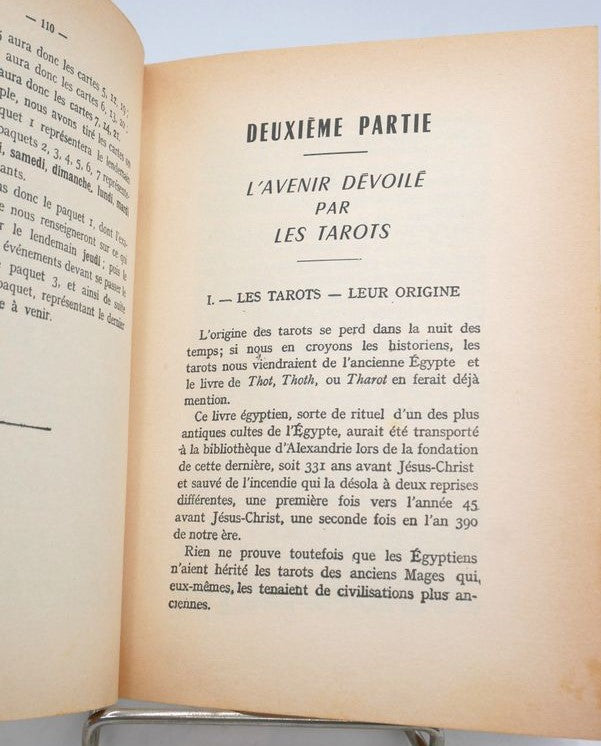 — 110 —
aura donc les cartes 5, 12, 19;
aura donc les cartes 6, 13, 20;
aura donc les cartes 7, 14, 21.
nous avons tiré les cartes un
1 représentera le lendemain
paquets 2, 3, 4, 5, 6, 7
samedi, dimanche, lundi, mardi
donc le paquet 1, dont
nous renseigneront sur ce qui
le lendemain jeudi; puis le
événements devant se passer le
paquet 3, et ainsi de suite
représentant le dernier
à venir.
DEUXIÈME PARTIE
L'AVENIR DÉVOILÉ
PAR
LES TAROTS
I. — LES TAROTS — LEUR ORIGINE
L'origine des tarots se perd dans la nuit des
temps; si nous en croyons les historiens, les
tarots nous viendraient de l'ancienne Égypte et
le livre de Thot, Thoth, ou Tharot en ferait déjà
mention.
Ce livre égyptien, sorte de rituel d'un des plus
antiques cultes de l'Égypte, aurait été transporté
à la bibliothèque d'Alexandrie lors de la fondation
de cette dernière, soit 331 ans avant Jésus-Christ
et sauvé de l'incendie qui la désola à deux reprises
différentes, une première fois vers l'année 45
avant Jésus-Christ, une seconde fois en l'an 390
de notre ère.
Rien ne prouve toutefois que les Égyptiens
n'aient hérité les tarots des anciens Mages qui,
eux-mêmes, les tenaient de civilisations plus an-
ciennes.